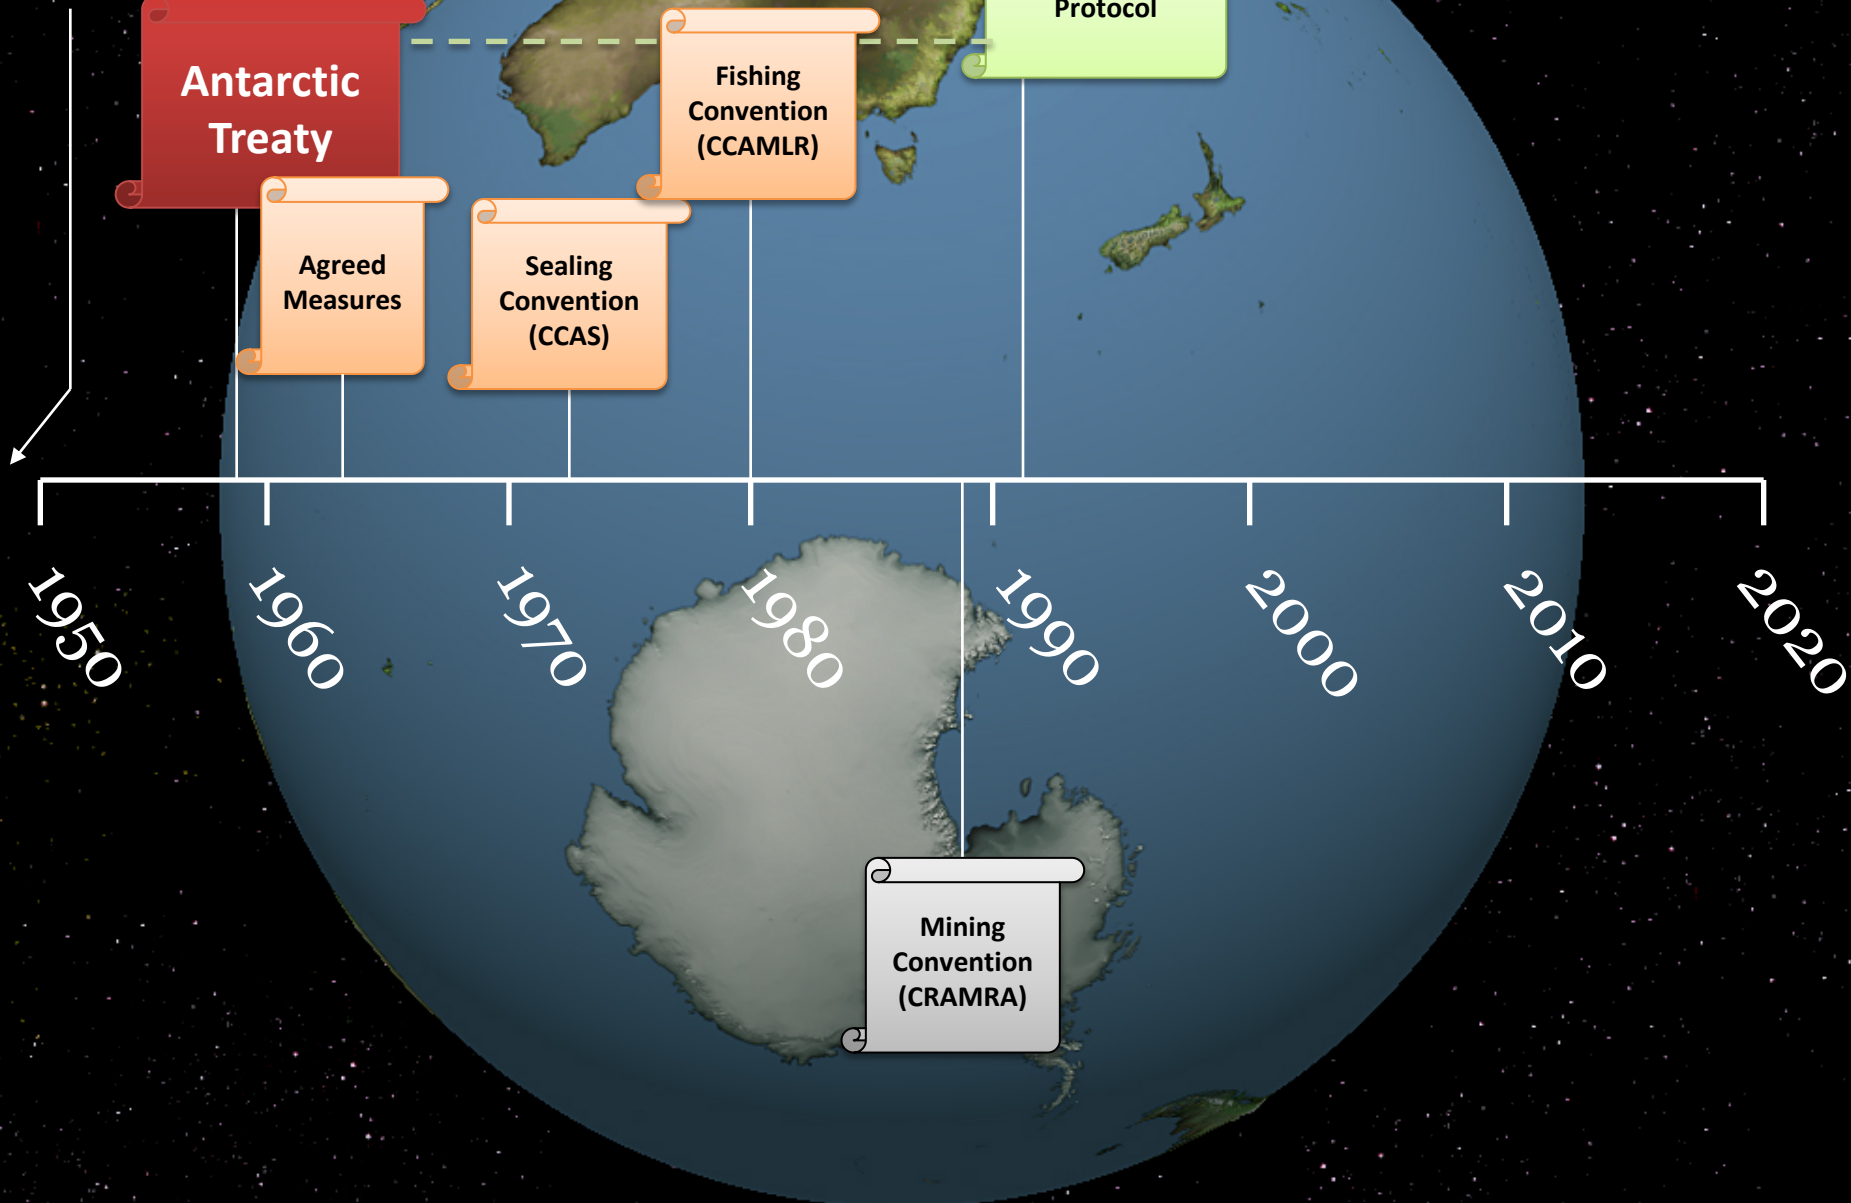 Protocol
Antarctic
Treaty
Fishing
Convention
(CCAMLR)
Agreed
Measures
Sealing
Convention
(CCAS)
1950
1960
1970
1980
1990
2000
2010
2020
Mining
Convention
(CRAMRA)